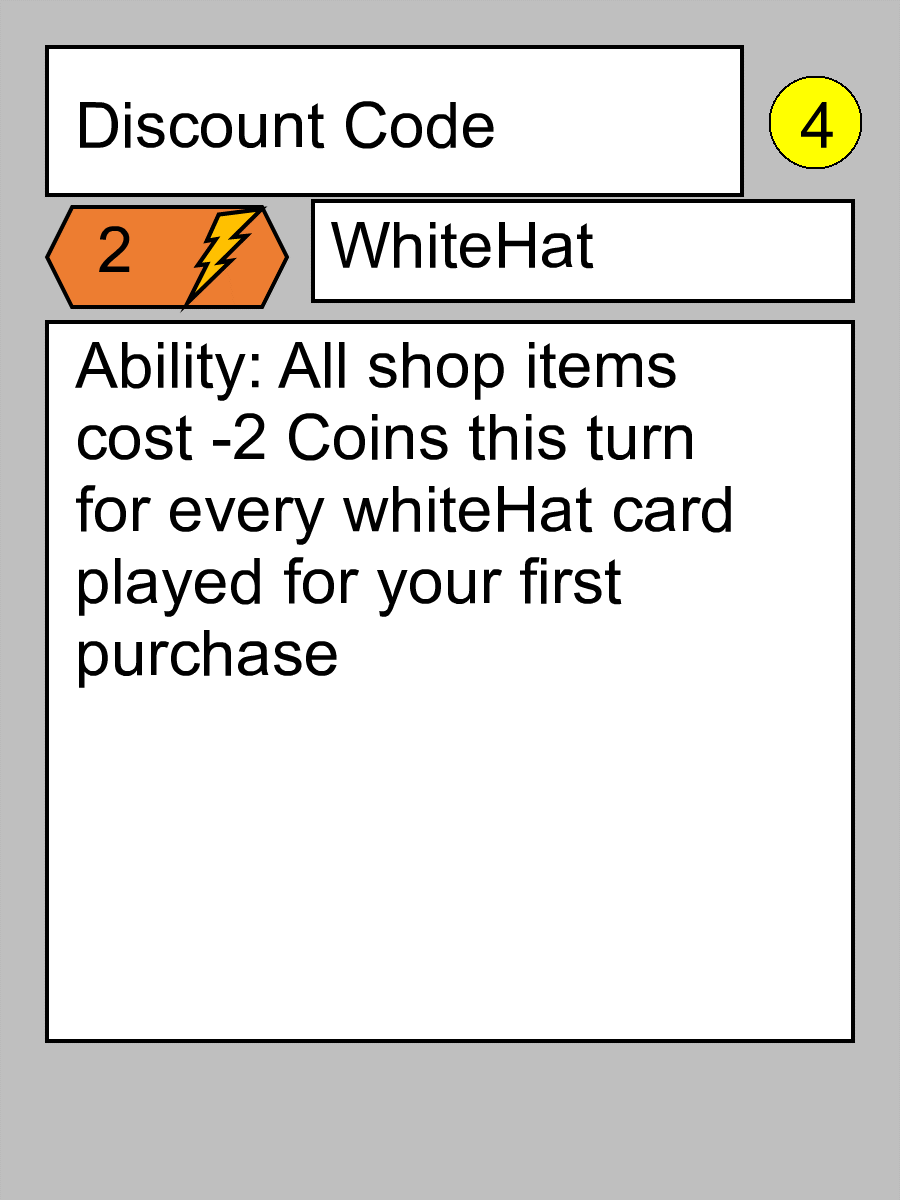 Discount Code
4
2
WhiteHat
Ability: All shop items
cost -2 Coins this turn
for every whiteHat card
played for your first
purchase